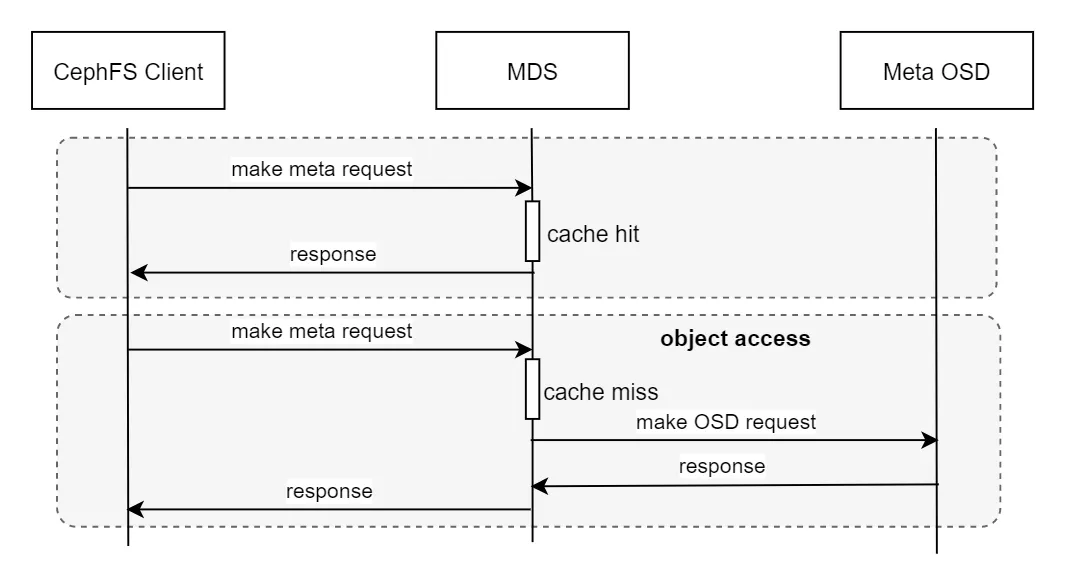 CephFS Client
MDS
Meta OSD
make meta request
cache hit
response
make meta request
object access
cache miss
make OSD request
response
response